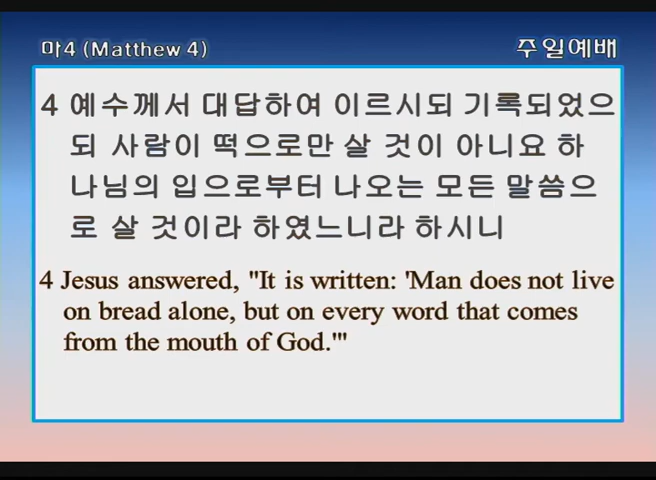 마4 (Matthew 4)
주일예배
4 예수께서 대답하여 이르시되 기록되었으
되 사람이 떡으로만 살 것이 아니요 하
나님의 입으로부터 나오는 모든 말씀으
로 살 것이라 하였느니라 하시니
4 Jesus answered, "It is written: 'Man does not live
on bread alone, but on every word that comes
from the mouth of God.'"